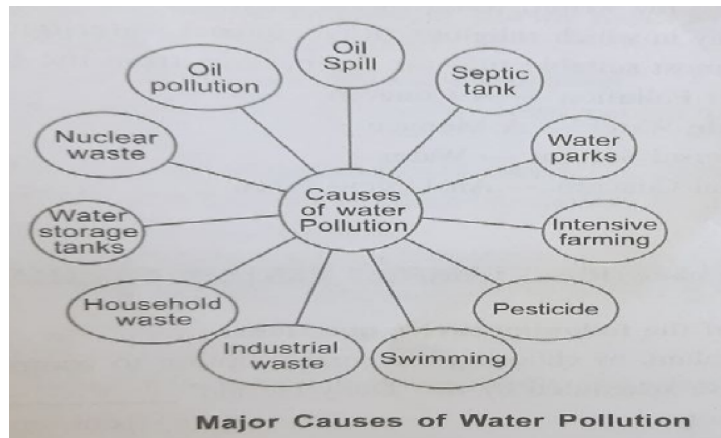 Oil
Spill
Oil
pollution
Septic
tank
Nuclear
waste
Water
parks
Causes
of water
Pollution
Water
storage
tanks
Intensive
farming
Household
waste
Pesticide
Industrial
waste
Swimming
Major Causes of Water Pollution